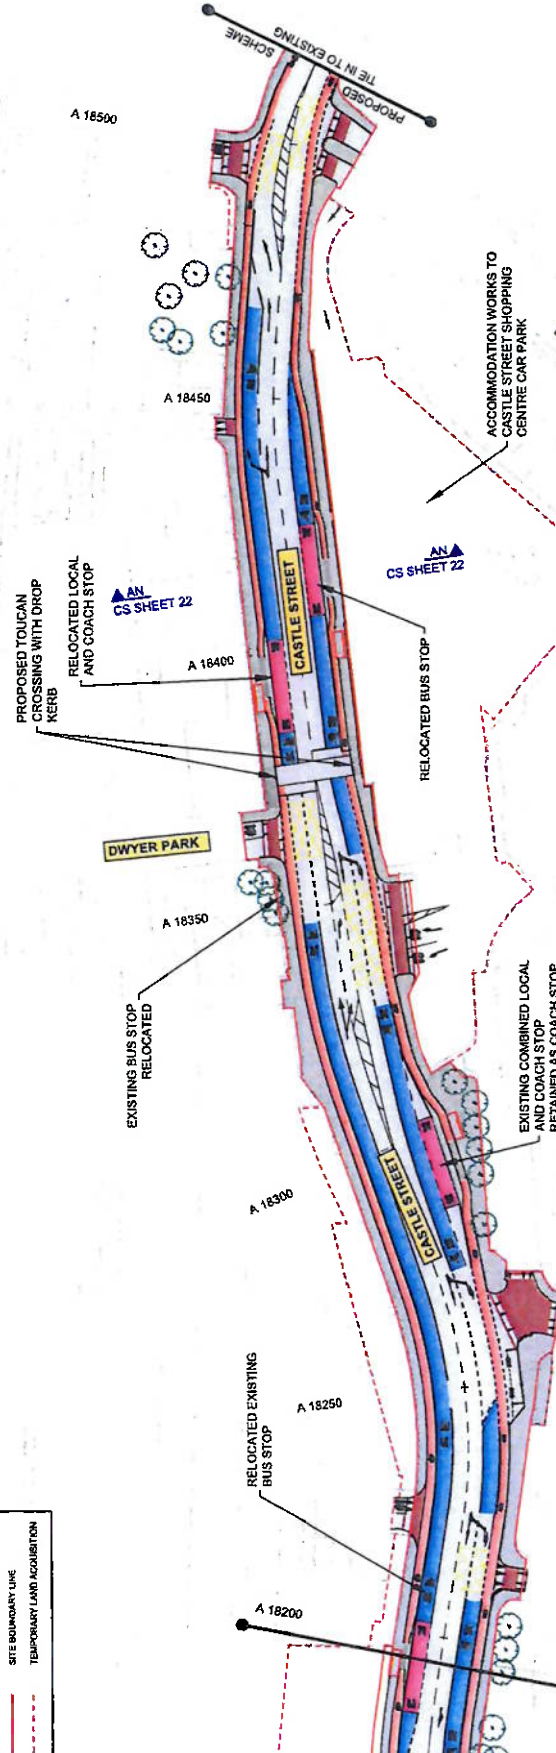 PROPOSED
TIE IN TO EXISTING
SCHEME
A 18500
ACCOMMODATION WORKS TO
CASTLE STREET SHOPPING
CENTRE CAR PARK
A 18450
AN
CS SHEET 22
AN
CS SHEET 22
PROPOSED TOUCAN
CROSSING WITH DROP
KERB
RELOCATED LOCAL
AND COACH STOP
A 18400
CASTLE STREET
RELOCATED BUS STOP
DWYER PARK
A 18350
EXISTING BUS STOP
RELOCATED
EXISTING COMBINED LOCAL
AND COACH STOP
RETAINED AS COACH STOP
A 18300
CASTLE STREET
A 18250
RELOCATED EXISTING
BUS STOP
A 18200
SITE BOUNDARY LINE
TEMPORARY LAND ACQUISITION